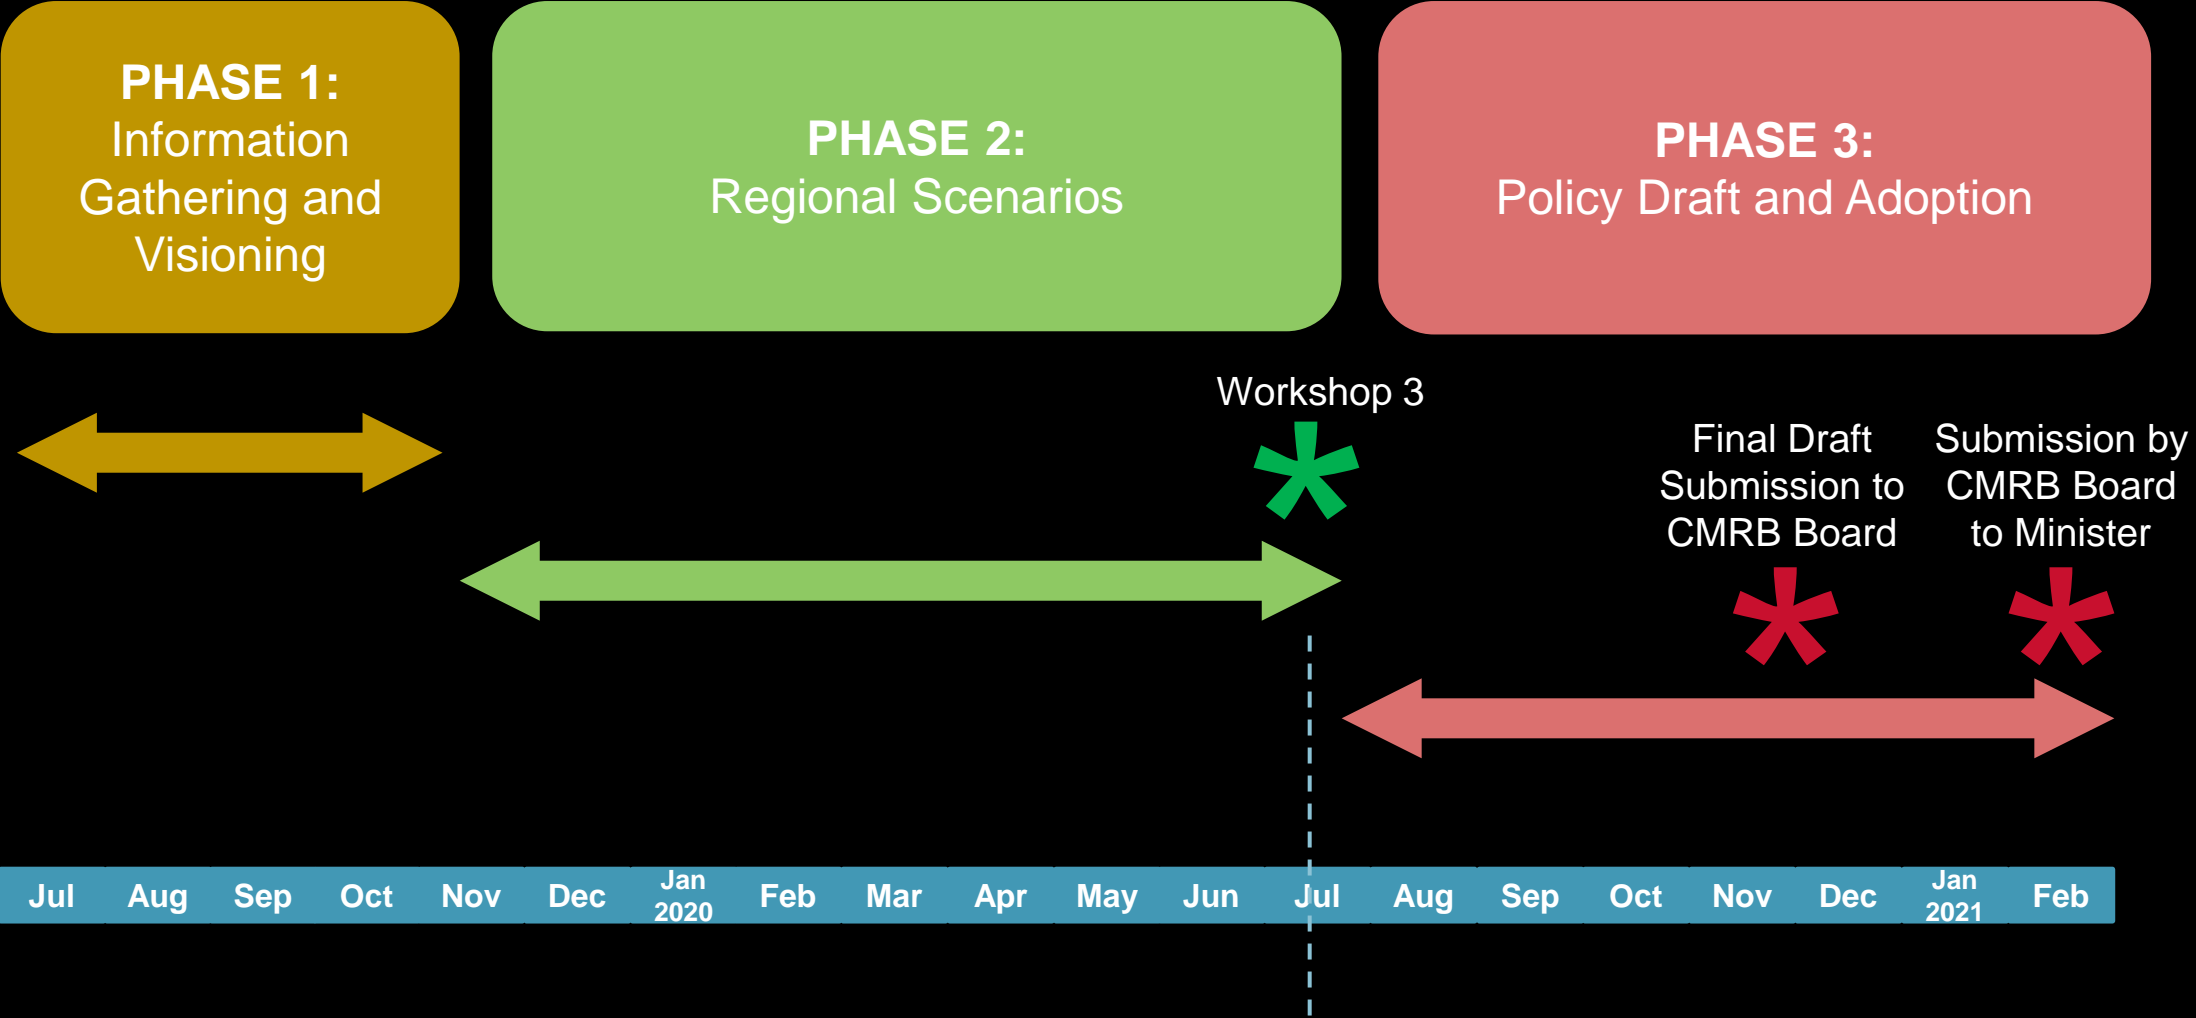 PHASE 1:
Information
Gathering and
Visioning
PHASE 2:
Regional Scenarios
PHASE 3:
Policy Draft and Adoption
Workshop 3
Final Draft
Submission to
CMRB Board
Submission by
CMRB Board
to Minister
Jul Aug Sep Oct Nov Dec Jan 2020 Feb Mar Apr May Jun Jul Aug Sep Oct Nov Dec Jan 2021 Feb